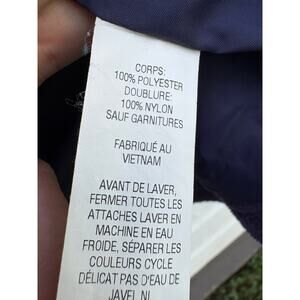 CORPS:
100% POLYESTER
DOUBLURE:
100% NYLON
SAUF GARNITURES
FABRIQUÉ AU
VIETNAM
AVANT DE LAVER,
FERMER TOUTES LES
ATTACHES LAVER EN
MACHINE EN EAU
FROIDE, SÉPARER LES
COULEURS CYCLE
DÉLICAT PAS D'EAU DE
JAVEL NI